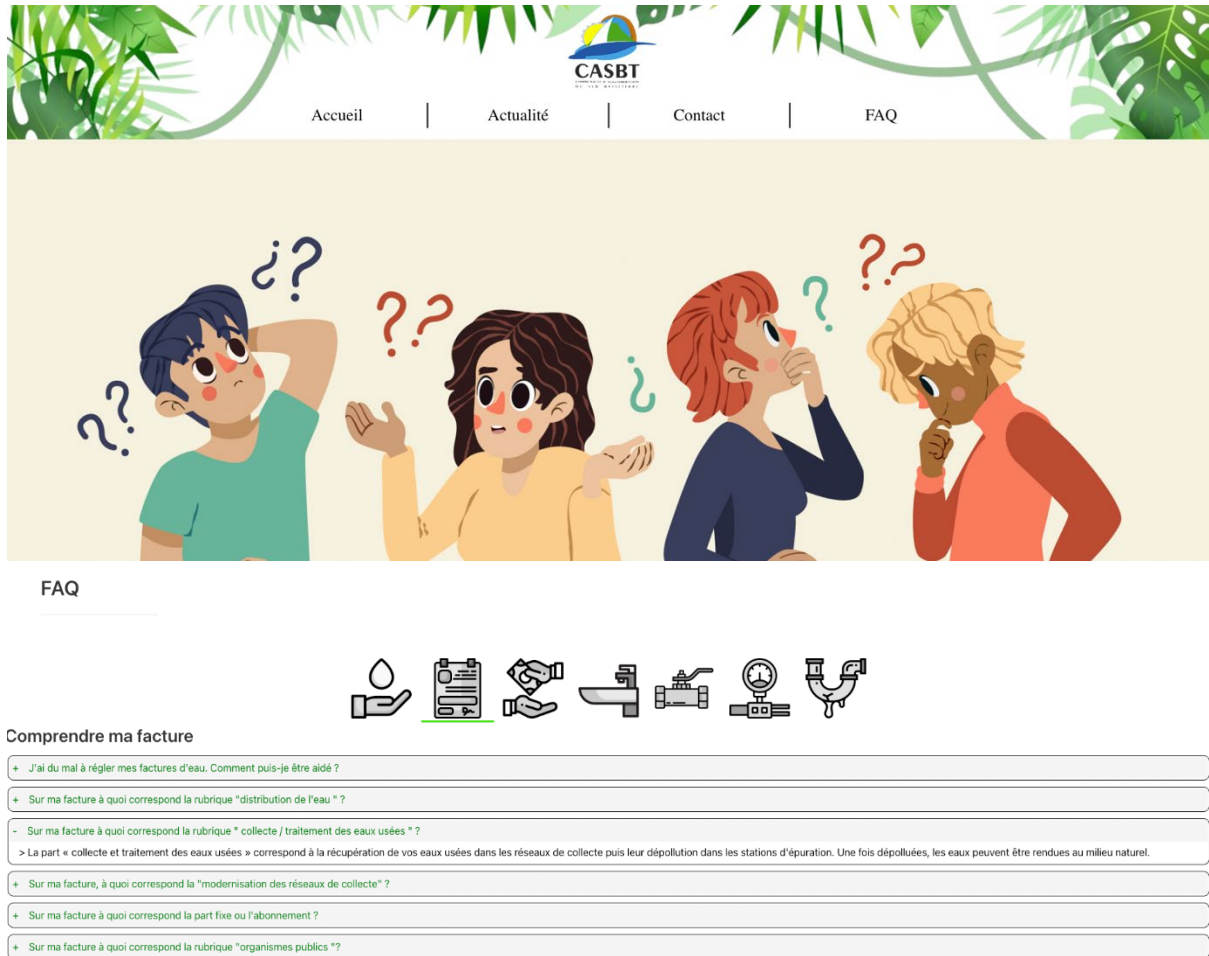 CASBT
Accueil
Actualité
Contact
FAQ
FAQ
Comprendre ma facture
+ J'ai du mal à régler mes factures d'eau. Comment puis-je être aidé ?
+ Sur ma facture à quoi correspond la rubrique "distribution de l'eau " ?
- Sur ma facture à quoi correspond la rubrique " collecte / traitement des eaux usées " ?
> La part « collecte et traitement des eaux usées » correspond à la récupération de vos eaux usées dans les réseaux de collecte puis leur dépollution dans les stations d'épuration. Une fois dépolluées, les eaux peuvent être rendues au milieu naturel.
+ Sur ma facture, à quoi correspond la "modernisation des réseaux de collecte" ?
+ Sur ma facture à quoi correspond la part fixe ou l'abonnement ?
+ Sur ma facture à quoi correspond la rubrique "organismes publics "?